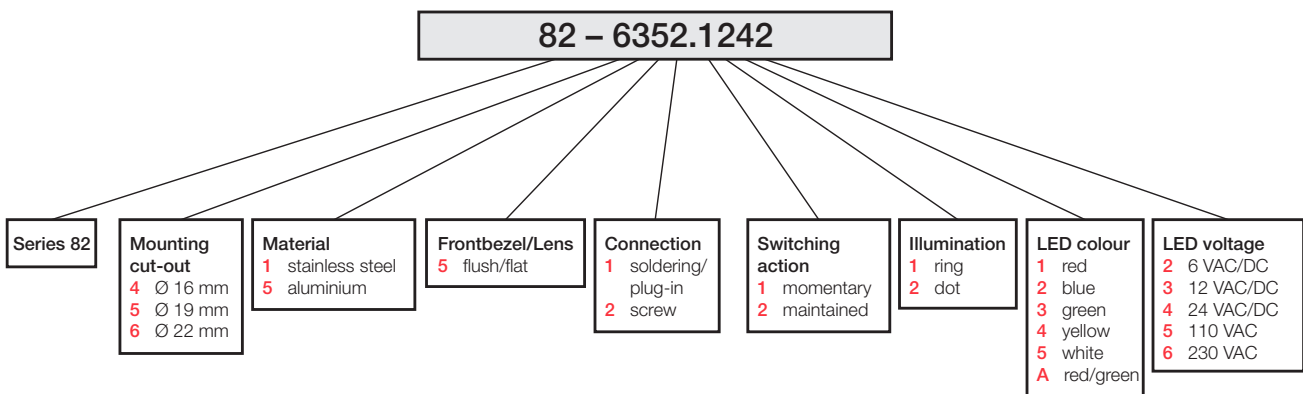 82 – 6352.1242
Series 82
Mounting
cut-out
4 Ø 16 mm
5 Ø 19 mm
6 Ø 22 mm
Material
1 stainless steel
5 aluminium
Frontbezel/Lens
5 flush/flat
Connection
1 soldering/
plug-in
2 screw
Switching
action
1 momentary
2 maintained
Illumination
1 ring
2 dot
LED colour
1 red
2 blue
3 green
4 yellow
5 white
A red/green
LED voltage
2 6 VAC/DC
3 12 VAC/DC
4 24 VAC/DC
5 110 VAC
6 230 VAC